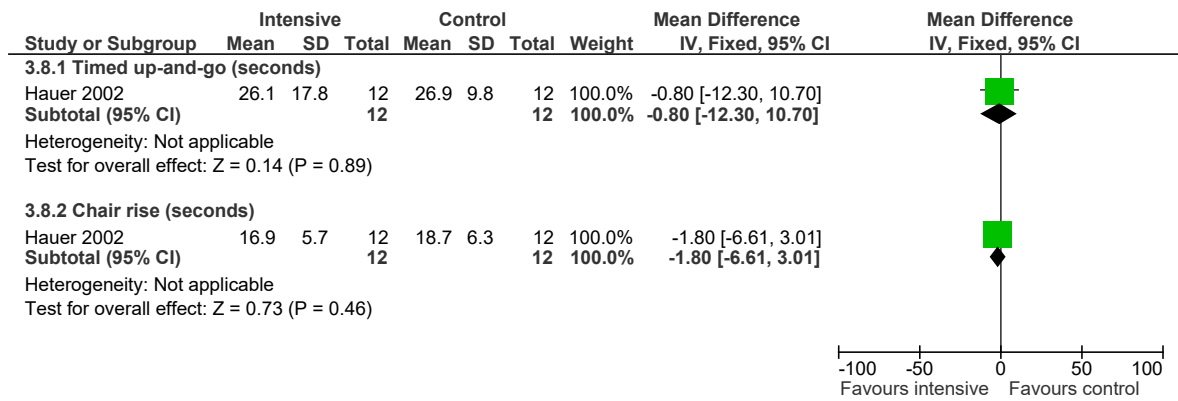 Intensive Control Mean Difference Mean Difference
Study or Subgroup Mean SD Total Mean SD Total Weight IV, Fixed, 95% CI IV, Fixed, 95% CI
3.8.1 Timed up-and-go (seconds)
Hauer 2002 26.1 17.8 12 26.9 9.8 12 100.0% -0.80 [-12.30, 10.70]
Subtotal (95% CI) 12 12 100.0% -0.80 [-12.30, 10.70]
Heterogeneity: Not applicable
Test for overall effect: Z = 0.14 (P = 0.89)
3.8.2 Chair rise (seconds)
Hauer 2002 16.9 5.7 12 18.7 6.3 12 100.0% -1.80 [-6.61, 3.01]
Subtotal (95% CI) 12 12 100.0% -1.80 [-6.61, 3.01]
Heterogeneity: Not applicable
Test for overall effect: Z = 0.73 (P = 0.46)
-100 -50 0 50 100
Favours intensive Favours control